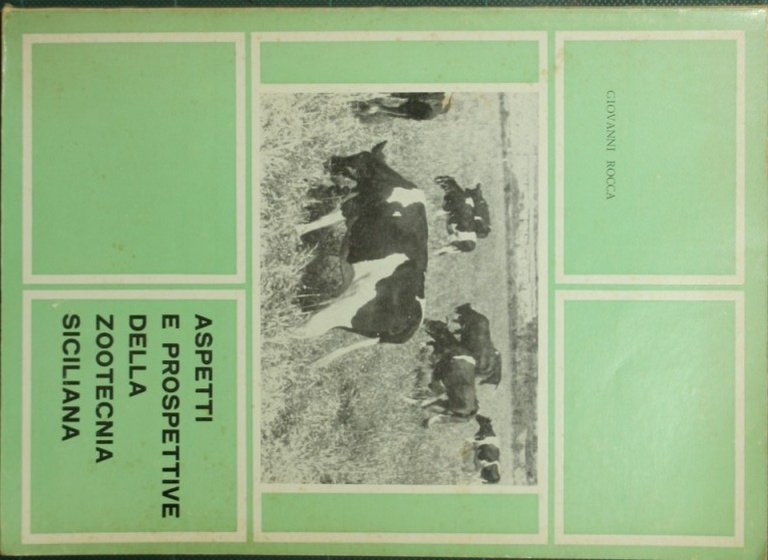 GIOVANNI ROCCA
ASPETTI
E PROSPETTIVE
DELLA
ZOOTECNIA
SICILIANA